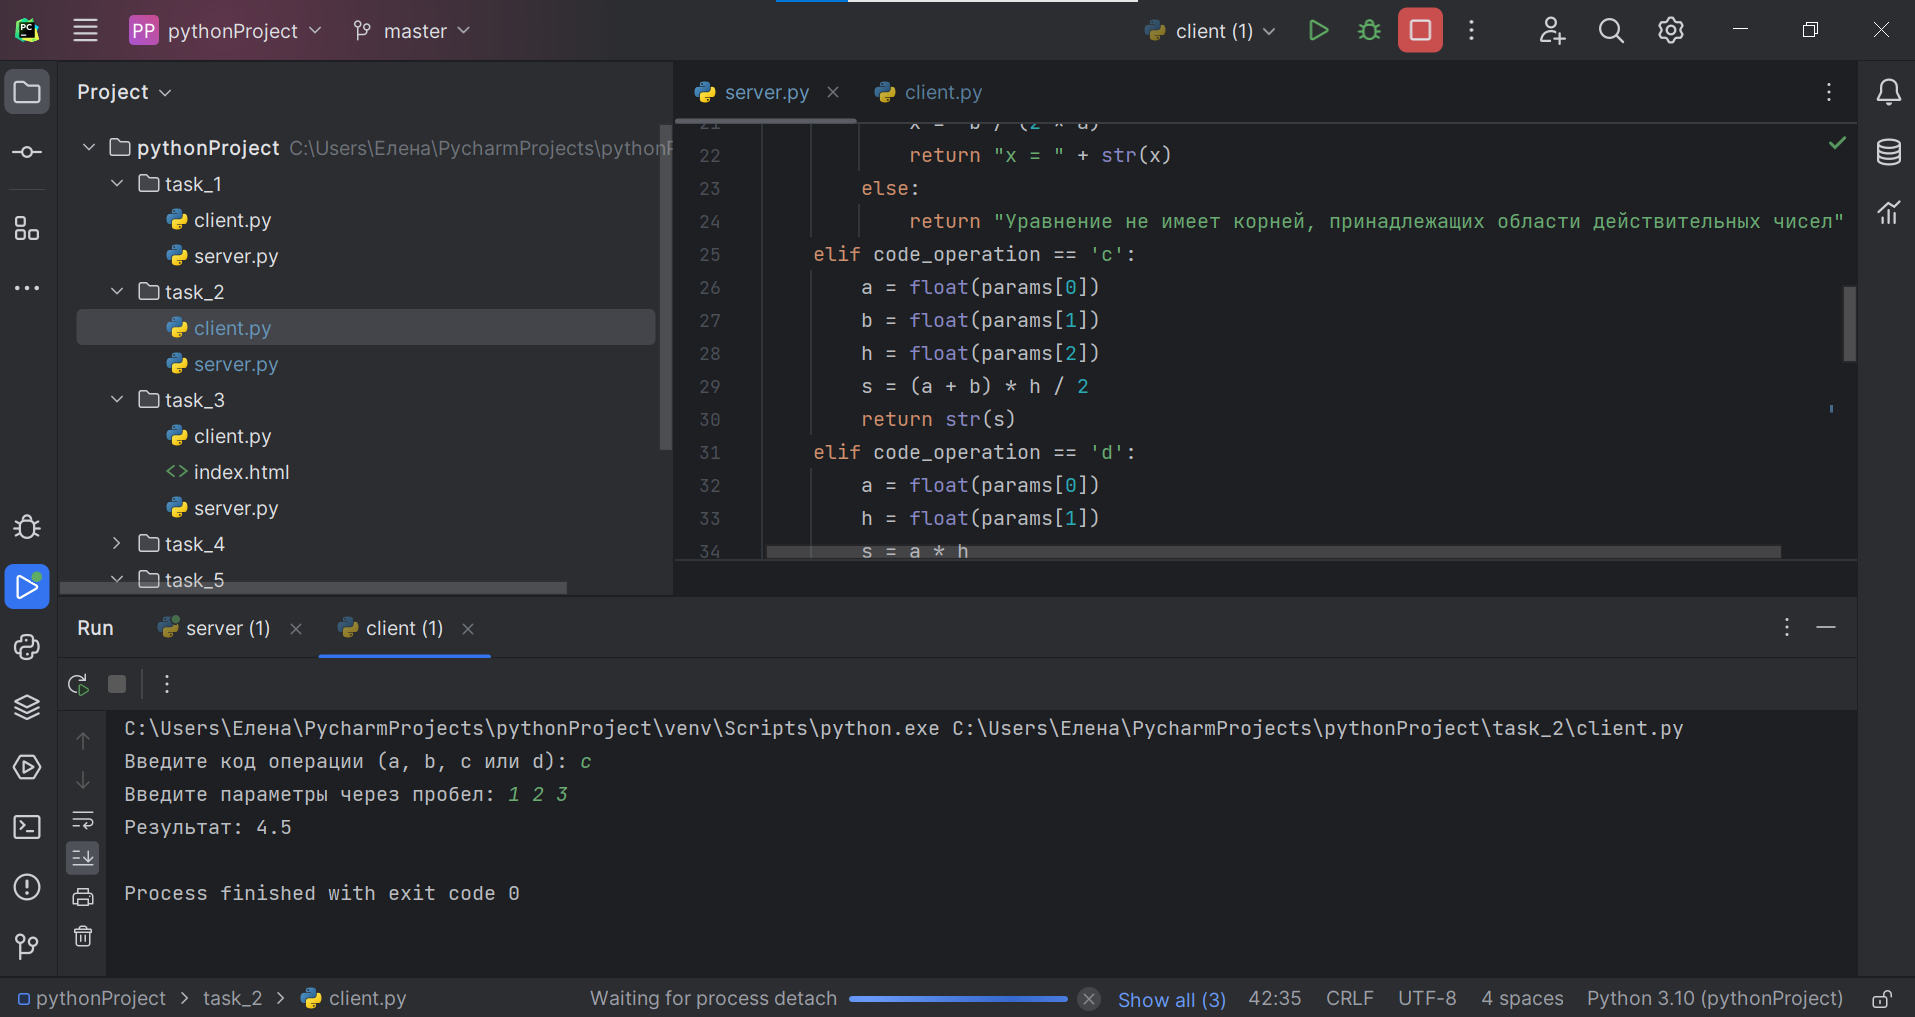 PC
PP pythonProject master client (1)
Project
server.py client.py
pythonProject C:\Users\Елена\PycharmProjects\pythonP
task_1
client.py
server.py
task_2
client.py
server.py
task_3
client.py
index.html
server.py
task_4
task_5
21 x = -b / (2 * a)
22 return "x = " + str(x)
23 else:
24 return "Уравнение не имеет корней, принадлежащих области действительных чисел"
25 elif code_operation == 'c':
26 a = float(params[0])
27 b = float(params[1])
28 h = float(params[2])
29 s = (a + b) * h / 2
30 return str(s)
31 elif code_operation == 'd':
32 a = float(params[0])
33 h = float(params[1])
34 s = a * h
Run server (1) client (1)
C:\Users\Елена\PycharmProjects\pythonProject\venv\Scripts\python.exe C:\Users\Елена\PycharmProjects\pythonProject\task_2\client.py
Введите код операции (a, b, c или d): c
Введите параметры через пробел: 1 2 3
Результат: 4.5
Process finished with exit code 0
pythonProject > task_2 > client.py Waiting for process detach Show all (3) 42:35 CRLF UTF-8 4 spaces Python 3.10 (pythonProject)